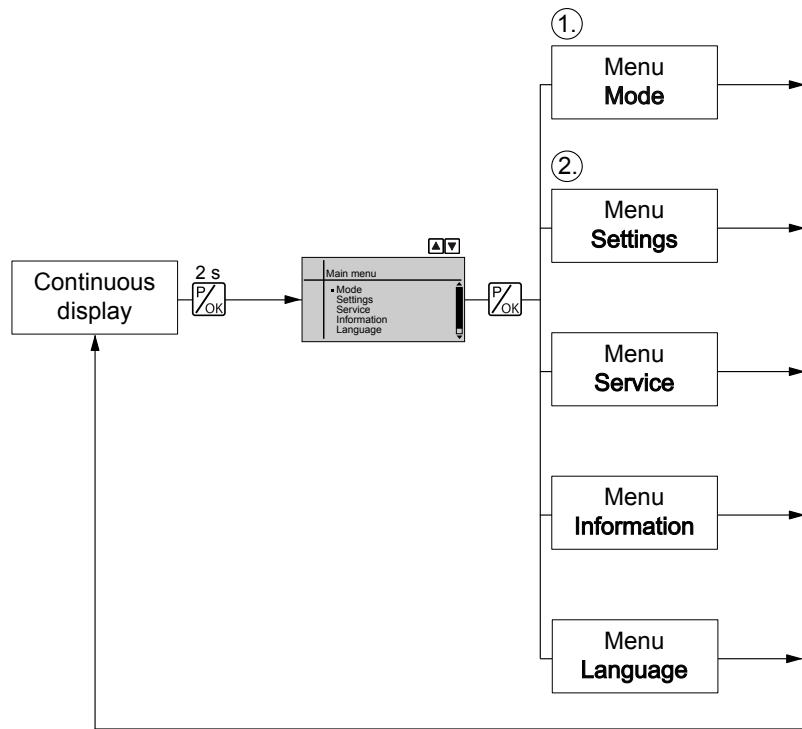 1.
Menu
Mode
2.
Menu
Settings
Continuous
display
2 s
P/OK
Main menu
Mode
Settings
Service
Information
Language
P/OK
Menu
Service
Menu
Information
Menu
Language